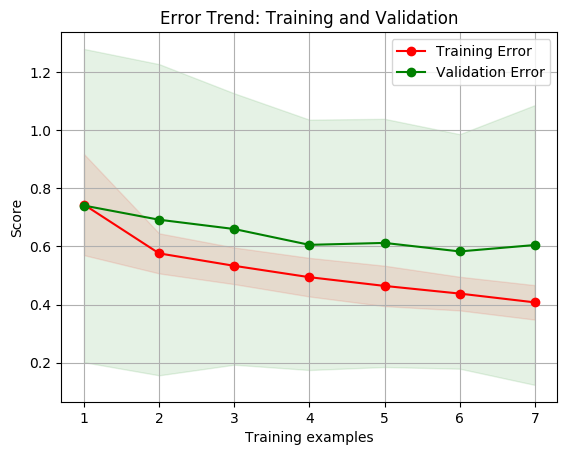 Error Trend: Training and Validation
Training Error
Validation Error
Score
1.2
1.0
0.8
0.6
0.4
0.2
1 2 3 4 5 6 7
Training examples